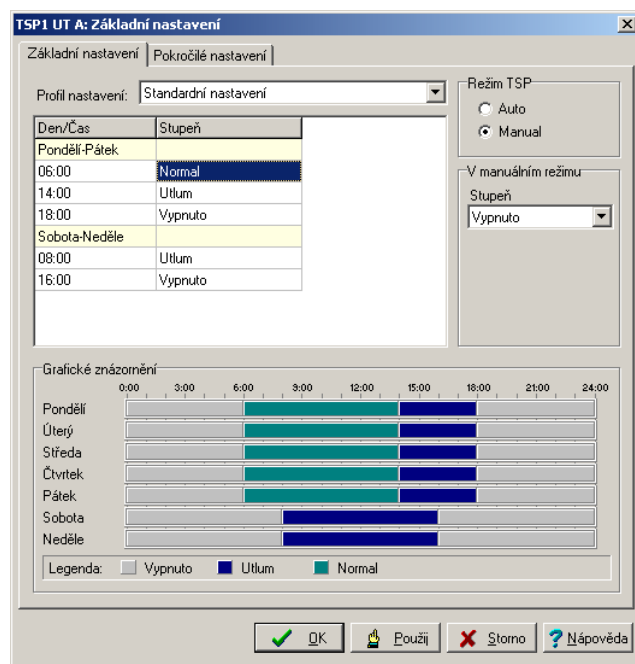 TSP1 UT A: Základní nastavení
Základní nastavení Pokročilé nastavení
Profil nastavení: Standardní nastavení
Režim TSP
Auto
Manual
Den/Čas Stupeň
Pondělí-Pátek
06:00 Normal
14:00 Utlum
18:00 Vypnuto
Sobota-Neděle
08:00 Utlum
16:00 Vypnuto
V manuálním režimu
Stupeň
Vypnuto
Grafické znázornění
0:00 3:00 6:00 9:00 12:00 15:00 18:00 21:00 24:00
Pondělí
Úterý
Středa
Čtvrtek
Pátek
Sobota
Neděle
Legenda: Vypnuto Utlum Normal
OK Použij Storno Nápověda